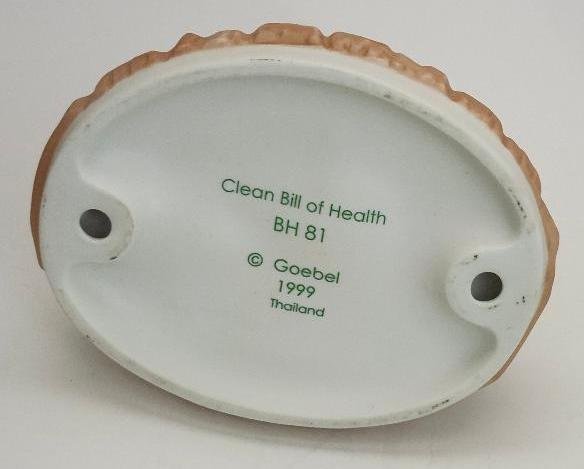 Clean Bill of Health
BH 81
© Goebel
1999
Thailand